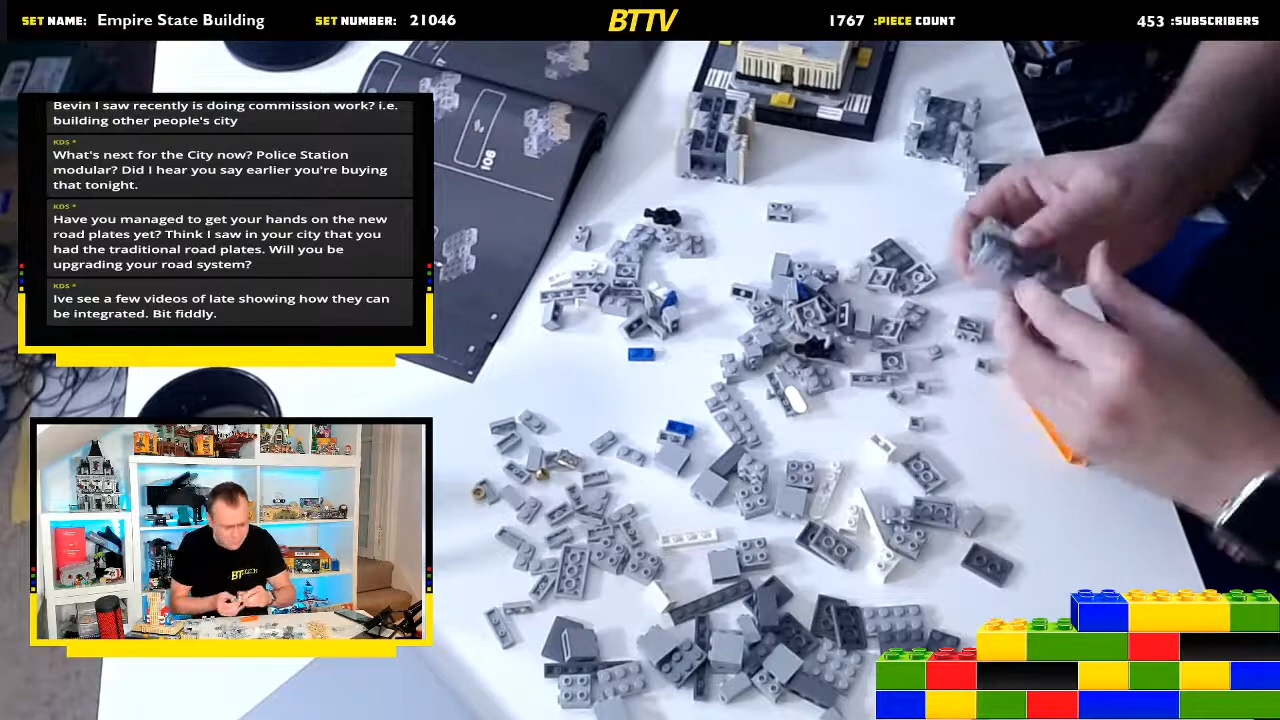 SET NAME: Empire State Building SET NUMBER: 21046 BTTV 1767 :PIECE COUNT 453 :SUBSCRIBERS
Bevin I saw recently is doing commission work? i.e.
building other people's city
KDS *
What's next for the City now? Police Station
modular? Did I hear you say earlier you're buying
that tonight.
KDS *
Have you managed to get your hands on the new
road plates yet? Think I saw in your city that you
had the traditional road plates. Will you be
upgrading your road system?
KDS *
Ive see a few videos of late showing how they can
be integrated. Bit fiddly.
108